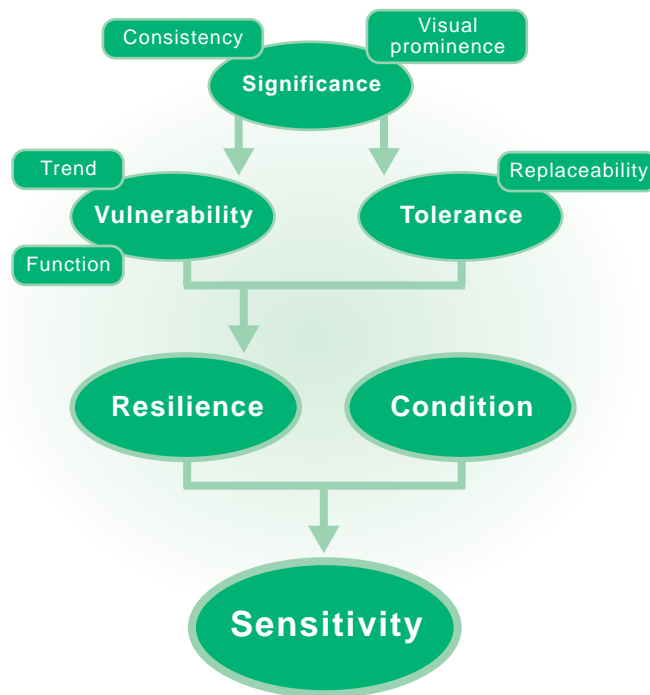 Consistency
Visual
prominence
Significance
Trend
Replaceability
Vulnerability
Tolerance
Function
Resilience
Condition
Sensitivity